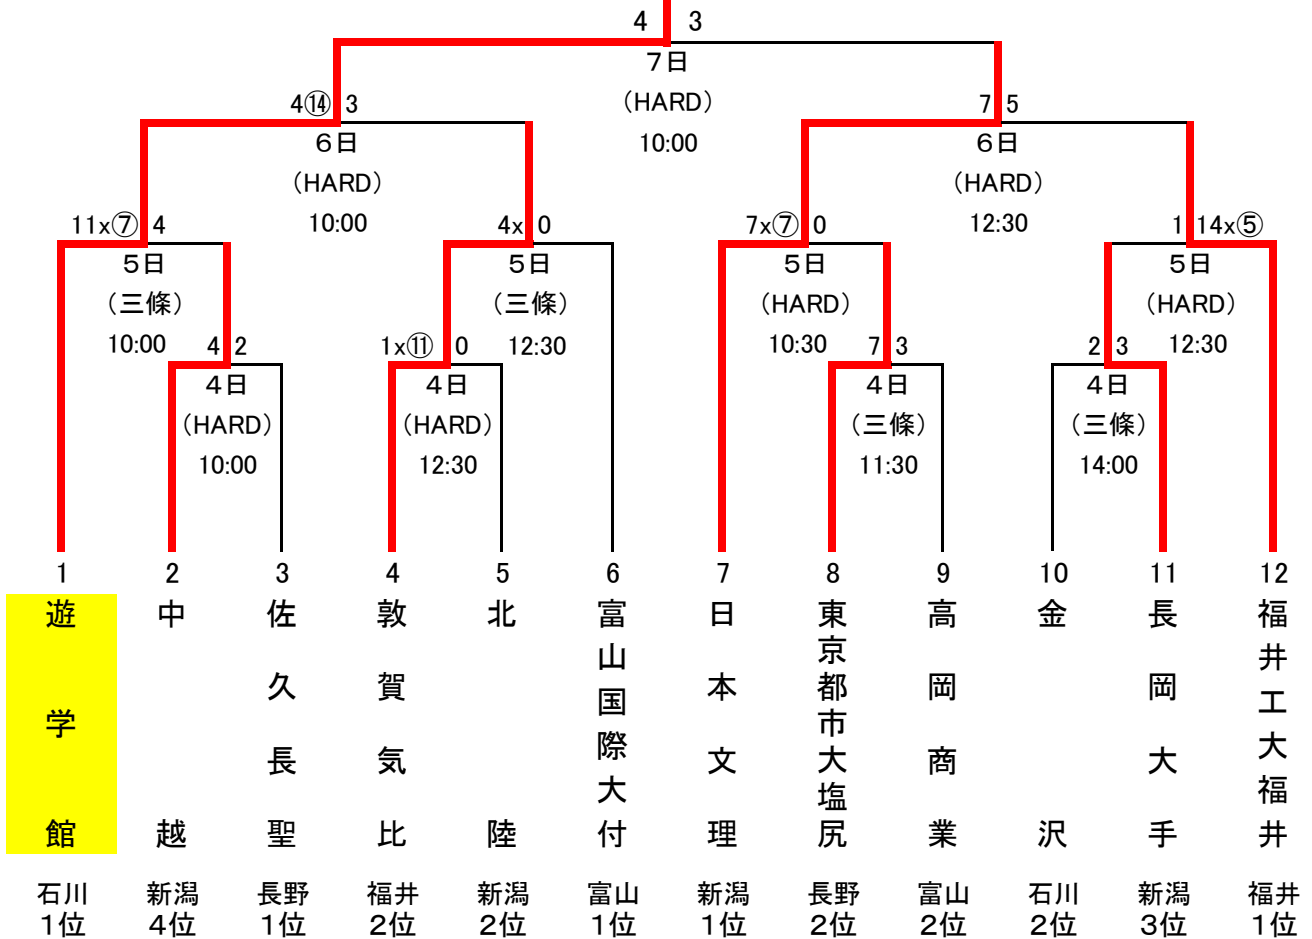 4 3
7日
（HARD）
10:00
4⑭ 3
6日
（HARD）
10:00
7 5
6日
（HARD）
12:30
11x⑦ 4
5日
（三條）
10:00
4x 0
5日
（三條）
12:30
7x⑦ 0
5日
（HARD）
10:30
1 14x⑤
5日
（HARD）
12:30
4 2
4日
（HARD）
10:00
1x⑪ 0
4日
（HARD）
12:30
7 3
4日
（三條）
11:30
2 3
4日
（三條）
14:00
1 2 3 4 5 6 7 8 9 10 11 12
遊学館
中越
佐久長聖
敦賀気比
北陸
富山国際大付
日本文理
東京都市大塩尻
高岡商業
金沢
長岡大手
福井工大福井
石川 新潟 長野 福井 新潟 富山 新潟 長野 富山 石川 新潟 福井
1位 4位 1位 2位 2位 1位 1位 2位 2位 2位 3位 1位